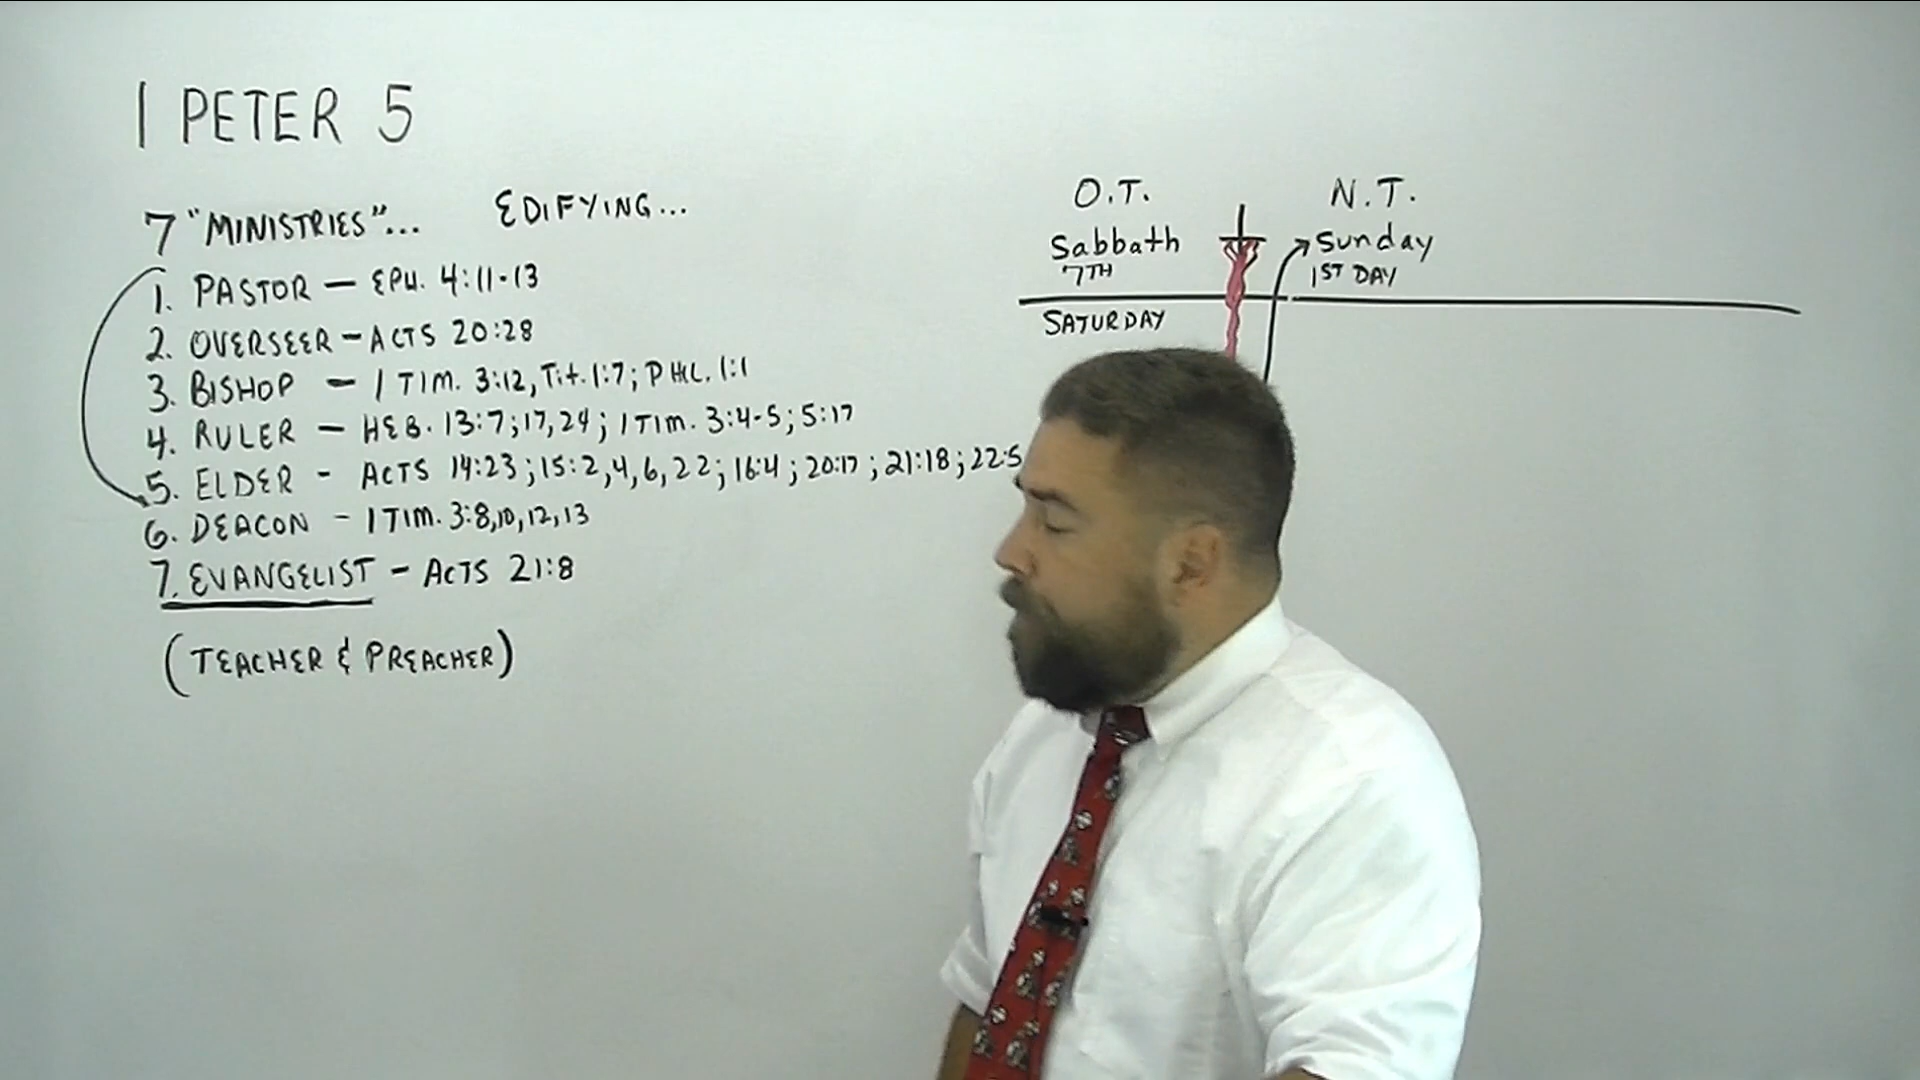 1 PETER 5
7 "MINISTRIES"... EDIFYING...
1. PASTOR – EPH. 4:11-13
2. OVERSEER – ACTS 20:28
3. BISHOP – 1 TIM. 3:12, Tit. 1:7; PHIL. 1:1
4. RULER – HEB. 13:7;17,24; 1 TIM. 3:4-5; 5:17
5. ELDER - ACTS 14:23; 15:2,4,6,22; 16:4; 20:17; 21:18; 22:5
6. DEACON - 1 TIM. 3:8,10,12,13
7. EVANGELIST - ACTS 21:8
(TEACHER & PREACHER)
O.T.
Sabbath
7TH
SATURDAY
N.T.
Sunday
1ST DAY